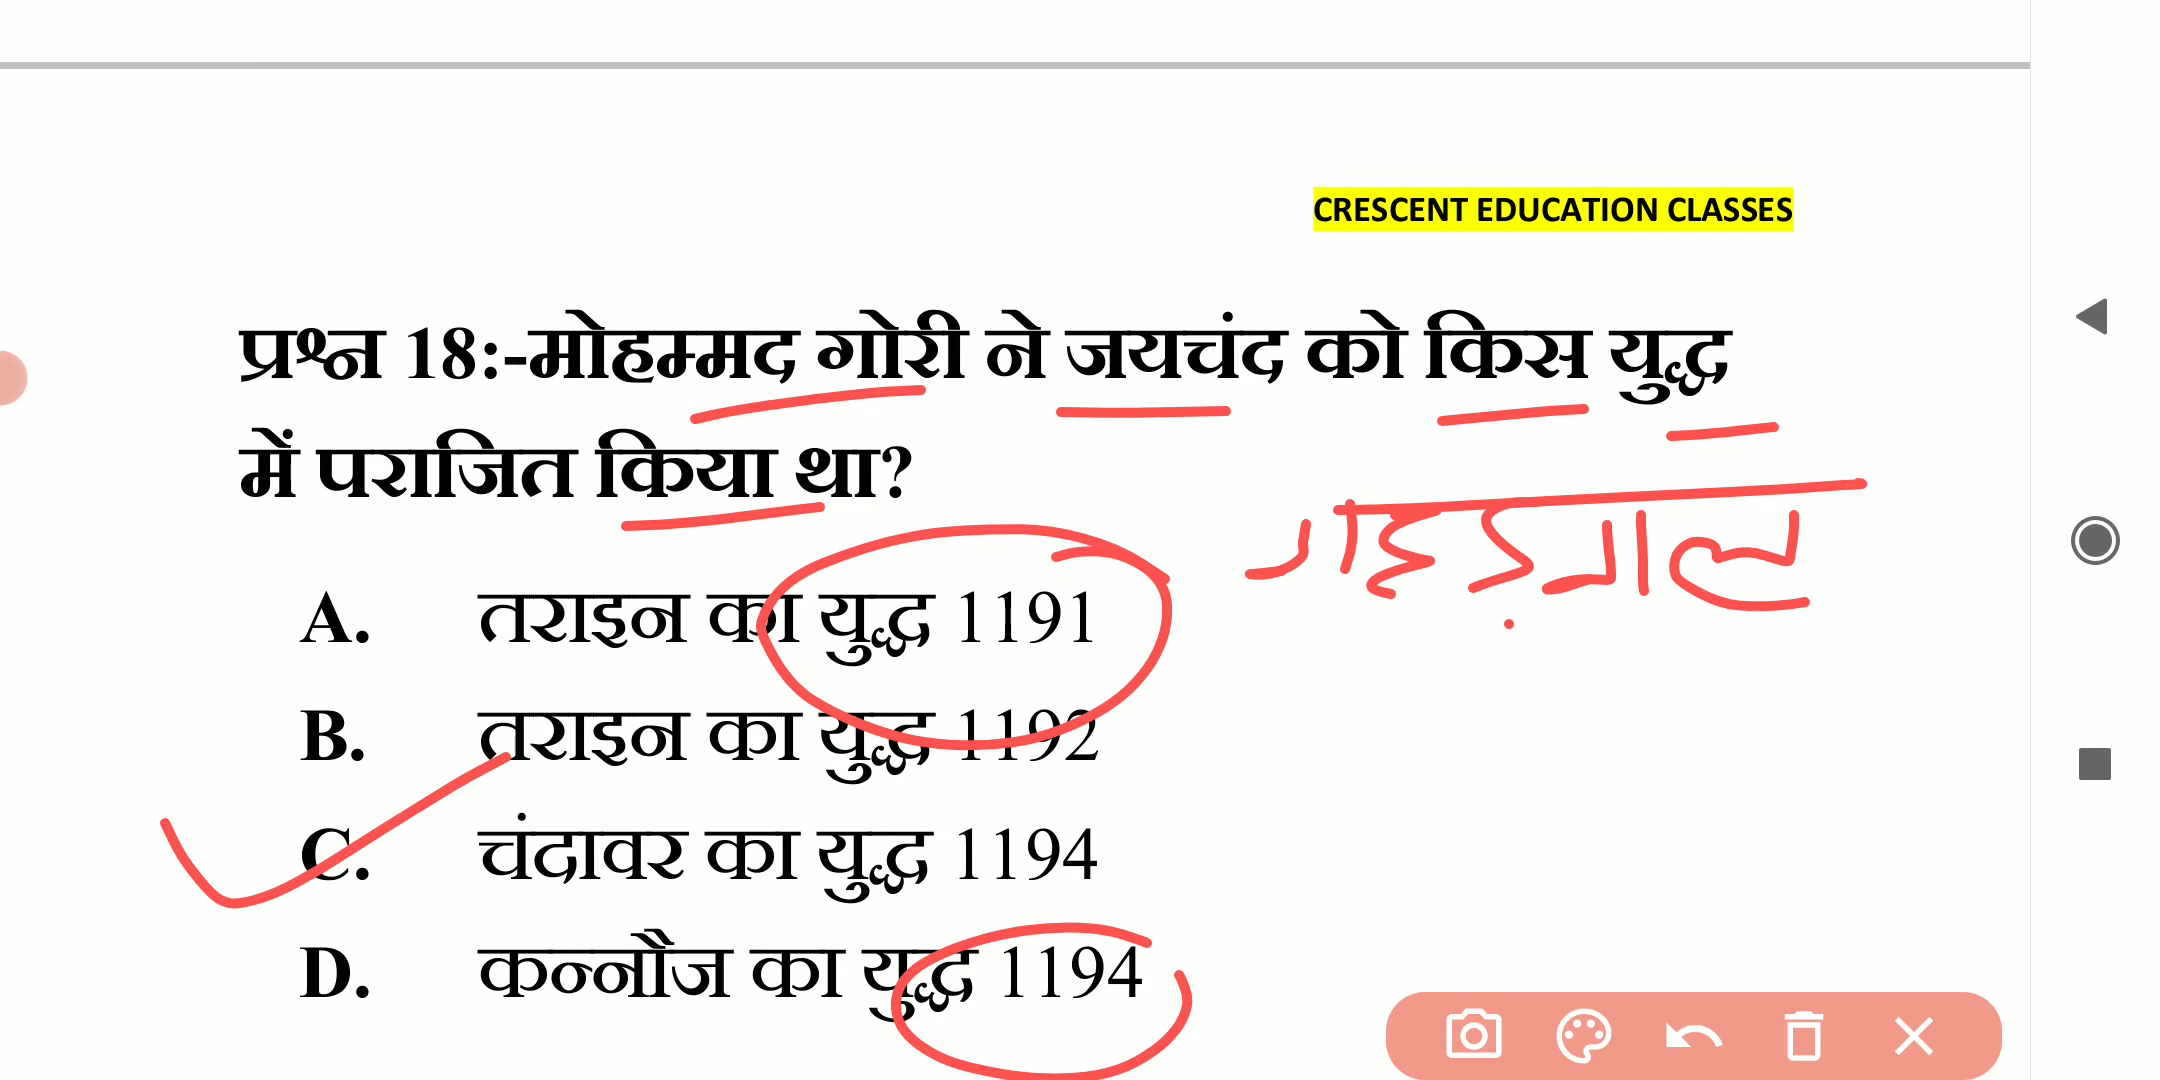 CRESCENT EDUCATION CLASSES
प्रश्न 18:-मोहम्मद गोरी ने जयचंद को किस युद्ध
में पराजित किया था?
गहड़वाल
A. तराइन का युद्ध 1191
B. तराइन का युद्ध 1192
C. चंदावर का युद्ध 1194
D. कन्नौज का युद्ध 1194